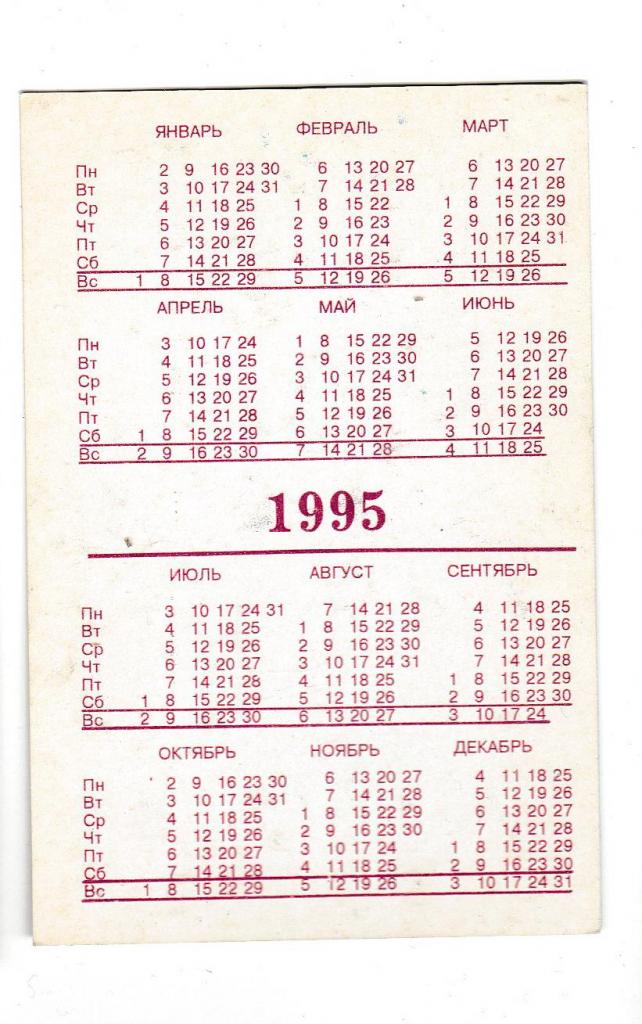 ЯНВАРЬ ФЕВРАЛЬ МАРТ
Пн 2 9 16 23 30 6 13 20 27 6 13 20 27
Вт 3 10 17 24 31 7 14 21 28 7 14 21 28
Ср 4 11 18 25 1 8 15 22 1 8 15 22 29
Чт 5 12 19 26 2 9 16 23 2 9 16 23 30
Пт 6 13 20 27 3 10 17 24 3 10 17 24 31
Сб 7 14 21 28 4 11 18 25 4 11 18 25
Вс 1 8 15 22 29 5 12 19 26 5 12 19 26
АПРЕЛЬ МАЙ ИЮНЬ
Пн 3 10 17 24 1 8 15 22 29 5 12 19 26
Вт 4 11 18 25 2 9 16 23 30 6 13 20 27
Ср 5 12 19 26 3 10 17 24 31 7 14 21 28
Чт 6 13 20 27 4 11 18 25 1 8 15 22 29
Пт 7 14 21 28 5 12 19 26 2 9 16 23 30
Сб 1 8 15 22 29 6 13 20 27 3 10 17 24
Вс 2 9 16 23 30 7 14 21 28 4 11 18 25
1995
ИЮЛЬ АВГУСТ СЕНТЯБРЬ
Пн 3 10 17 24 31 7 14 21 28 4 11 18 25
Вт 4 11 18 25 1 8 15 22 29 5 12 19 26
Ср 5 12 19 26 2 9 16 23 30 6 13 20 27
Чт 6 13 20 27 3 10 17 24 31 7 14 21 28
Пт 7 14 21 28 4 11 18 25 1 8 15 22 29
Сб 1 8 15 22 29 5 12 19 26 2 9 16 23 30
Вс 2 9 16 23 30 6 13 20 27 3 10 17 24
ОКТЯБРЬ НОЯБРЬ ДЕКАБРЬ
Пн 2 9 16 23 30 6 13 20 27 4 11 18 25
Вт 3 10 17 24 31 7 14 21 28 5 12 19 26
Ср 4 11 18 25 1 8 15 22 29 6 13 20 27
Чт 5 12 19 26 2 9 16 23 30 7 14 21 28
Пт 6 13 20 27 3 10 17 24 1 8 15 22 29
Сб 7 14 21 28 4 11 18 25 2 9 16 23 30
Вс 1 8 15 22 29 5 12 19 26 3 10 17 24 31